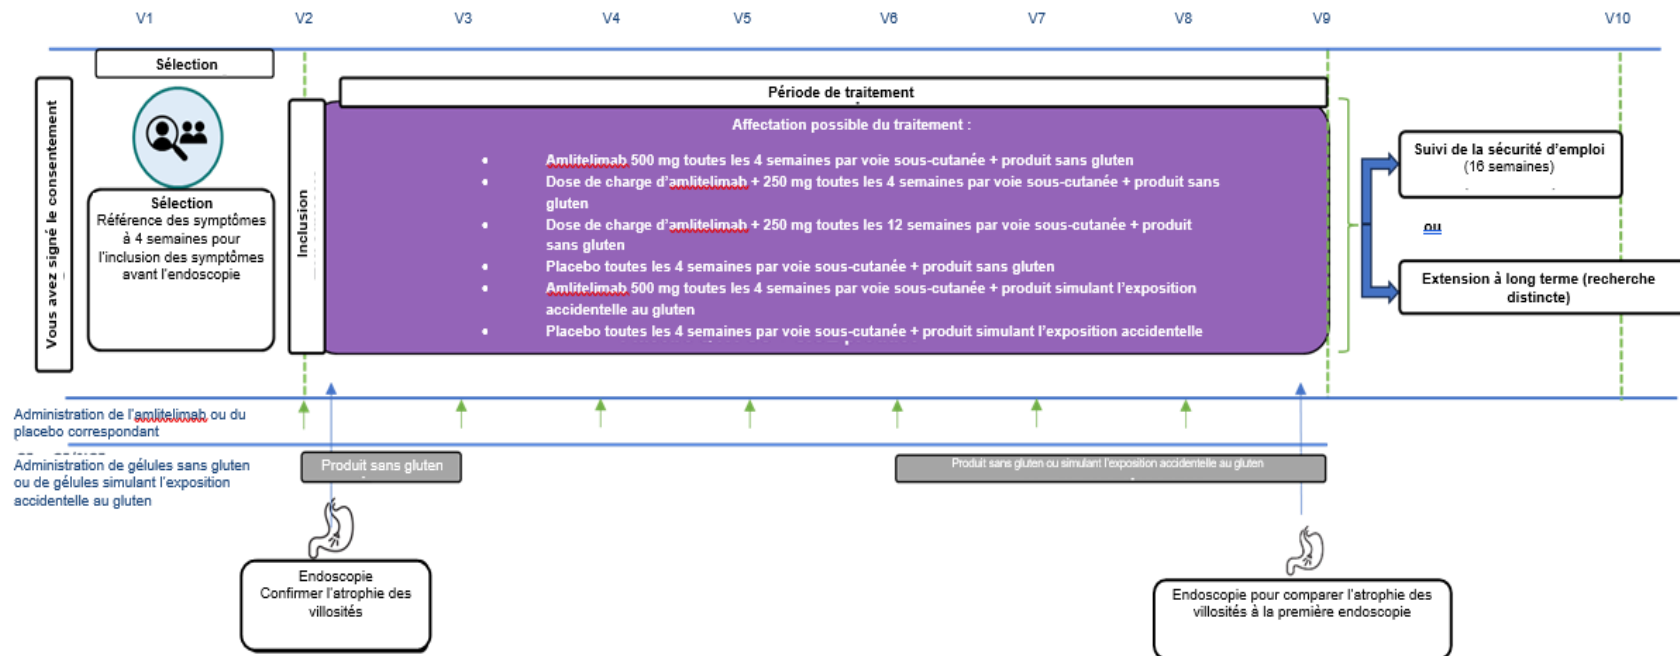 V1 V2 V3 V4 V5 V6 V7 V8 V9 V10
Sélection
Vous avez signé le consentement
Sélection
Référence des symptômes
à 4 semaines pour
l'inclusion des symptômes
avant l'endoscopie
Inclusion
Période de traitement
Affectation possible du traitement :
• Amlitelimab 500 mg toutes les 4 semaines par voie sous-cutanée + produit sans gluten
• Dose de charge d'amlitelimab + 250 mg toutes les 4 semaines par voie sous-cutanée + produit sans
gluten
• Dose de charge d'amlitelimab + 250 mg toutes les 12 semaines par voie sous-cutanée + produit
sans gluten
• Placebo toutes les 4 semaines par voie sous-cutanée + produit sans gluten
• Amlitelimab 500 mg toutes les 4 semaines par voie sous-cutanée + produit simulant l'exposition
accidentelle au gluten
• Placebo toutes les 4 semaines par voie sous-cutanée + produit simulant l'exposition accidentelle
Suivi de la sécurité d'emploi
(16 semaines)
ou
Extension à long terme (recherche
distincte)
Administration de l'amlitelimab ou du
placebo correspondant
Administration de gélules sans gluten
ou de gélules simulant l'exposition
accidentelle au gluten
Produit sans gluten
Produit sans gluten ou simulant l'exposition accidentelle au gluten
Endoscopie
Confirmer l'atrophie des
villosités
Endoscopie pour comparer l'atrophie des
villosités à la première endoscopie